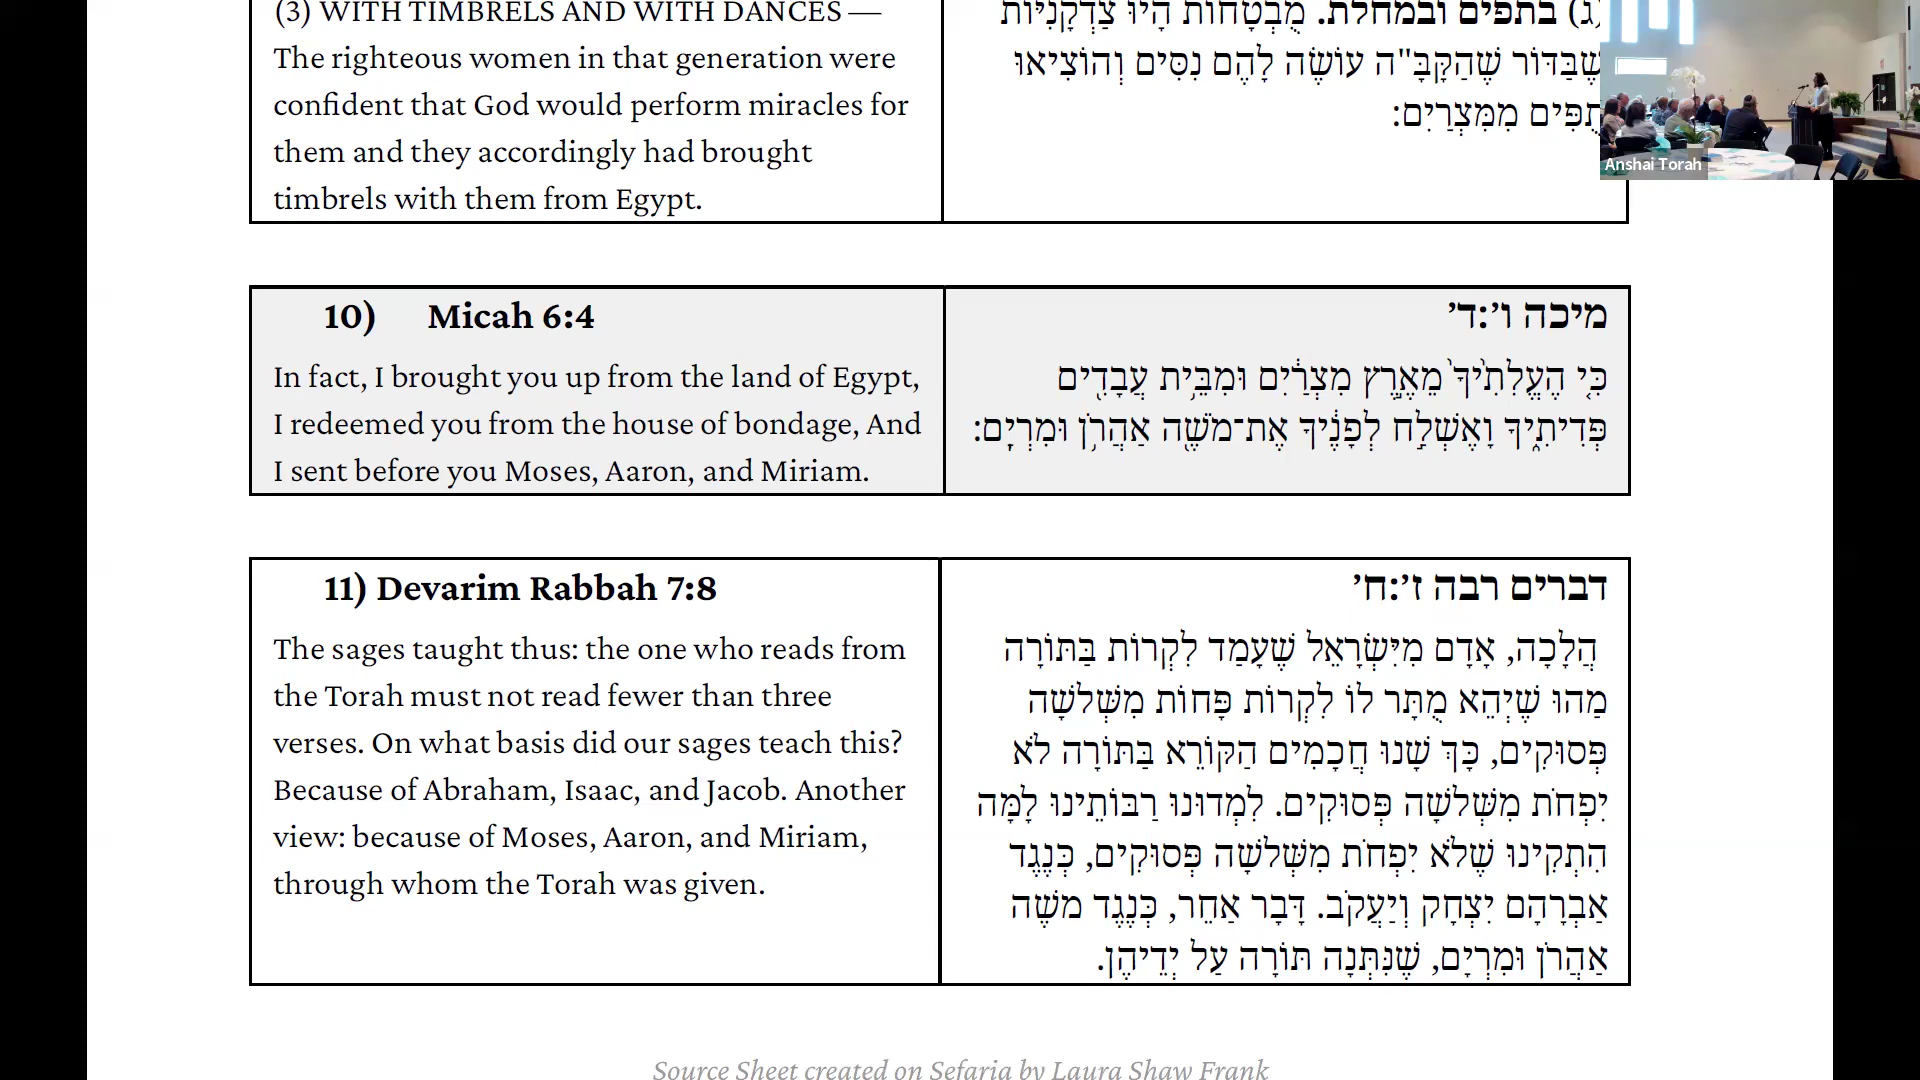 (3) WITH TIMBRELS AND WITH DANCES —
The righteous women in that generation were
confident that God would perform miracles for
them and they accordingly had brought
timbrels with them from Egypt.
(ג) בתפים ובמחלת. מֻבְטָחוֹת הָיוּ צַדְקָנִיּוֹת
שֶׁבַּדּוֹר שֶׁהַקָּבָּ"ה עוֹשֶׂה לָהֶם נִסִּים וְהוֹצִיאוּ
תֻפִּים מִמִּצְרַיִם:
Anshai Torah
10) Micah 6:4
In fact, I brought you up from the land of Egypt,
I redeemed you from the house of bondage, And
I sent before you Moses, Aaron, and Miriam.
מיכה ו׳:ד׳
כִּ֤י הֶעֱלִתִ֙יךָ֙ מֵאֶ֣רֶץ מִצְרַ֔יִם וּמִבֵּ֥ית עֲבָדִ֖ים
פְּדִיתִ֑יךָ וָאֶשְׁלַ֣ח לְפָנֶ֔יךָ אֶת־מֹשֶׁ֖ה אַהֲרֹ֥ן וּמִרְיָֽם:
11) Devarim Rabbah 7:8
The sages taught thus: the one who reads from
the Torah must not read fewer than three
verses. On what basis did our sages teach this?
Because of Abraham, Isaac, and Jacob. Another
view: because of Moses, Aaron, and Miriam,
through whom the Torah was given.
דברים רבה ז׳:ח׳
הֲלָכָה, אָדָם מִיִּשְׂרָאֵל שֶׁעָמַד לִקְרוֹת בַּתּוֹרָה
מַהוּ שֶׁיְהֵא מֻתָּר לוֹ לִקְרוֹת פָּחוֹת מִשְּׁלשָׁה
פְּסוּקִים, כָּךְ שָׁנוּ חֲכָמִים הַקּוֹרֵא בַּתּוֹרָה לֹא
יִפְחֹת מִשְּׁלשָׁה פְּסוּקִים. לִמְדוּנוּ רַבּוֹתֵינוּ לָמָּה
הִתְקִינוּ שֶׁלֹא יִפְחֹת מִשְּׁלשָׁה פְּסוּקִים, כְּנֶגֶד
אַבְרָהָם יִצְחָק וְיַעֲקֹב. דָּבָר אַחֵר, כְּנֶגֶד משֶׁה
אַהֲרֹן וּמִרְיָם, שֶׁנִּתְּנָה תּוֹרָה עַל יְדֵיהֶן.
Source Sheet created on Sefaria by Laura Shaw Frank